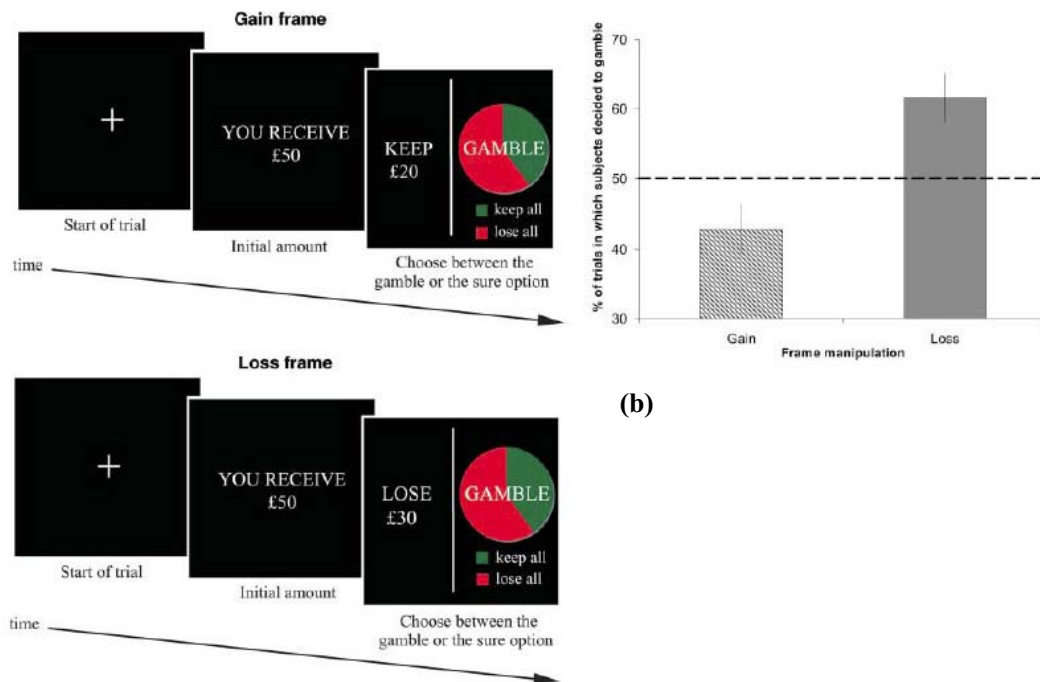 Gain frame
YOU RECEIVE
£50
KEEP
£20
GAMBLE
keep all
lose all
Start of trial
Initial amount
Choose between the
gamble or the sure option
time
Loss frame
YOU RECEIVE
£50
LOSE
£30
GAMBLE
keep all
lose all
Start of trial
Initial amount
Choose between the
gamble or the sure option
time
% of trials in which subjects decided to gamble
70
60
50
40
30
Gain
Loss
Frame manipulation
(b)